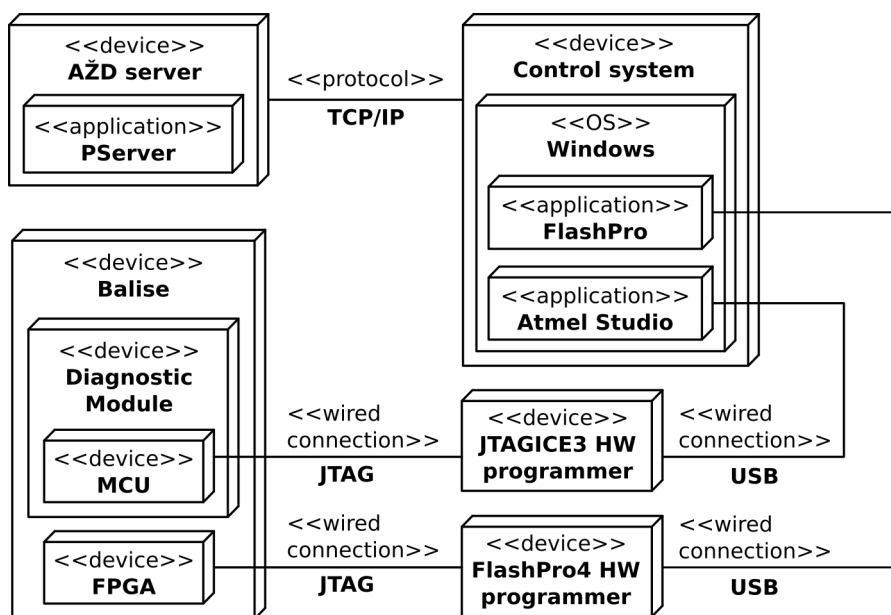 <<device>>
AŽD server
<<application>>
PServer
<<protocol>>
TCP/IP
<<device>>
Control system
<<OS>>
Windows
<<application>>
FlashPro
<<application>>
Atmel Studio
<<device>>
Balise
<<device>>
Diagnostic
Module
<<device>>
MCU
<<wired
connection>>
JTAG
<<device>>
JTAGICE3 HW
programmer
<<wired
connection>>
USB
<<device>>
FPGA
<<wired
connection>>
JTAG
<<device>>
FlashPro4 HW
programmer
<<wired
connection>>
USB